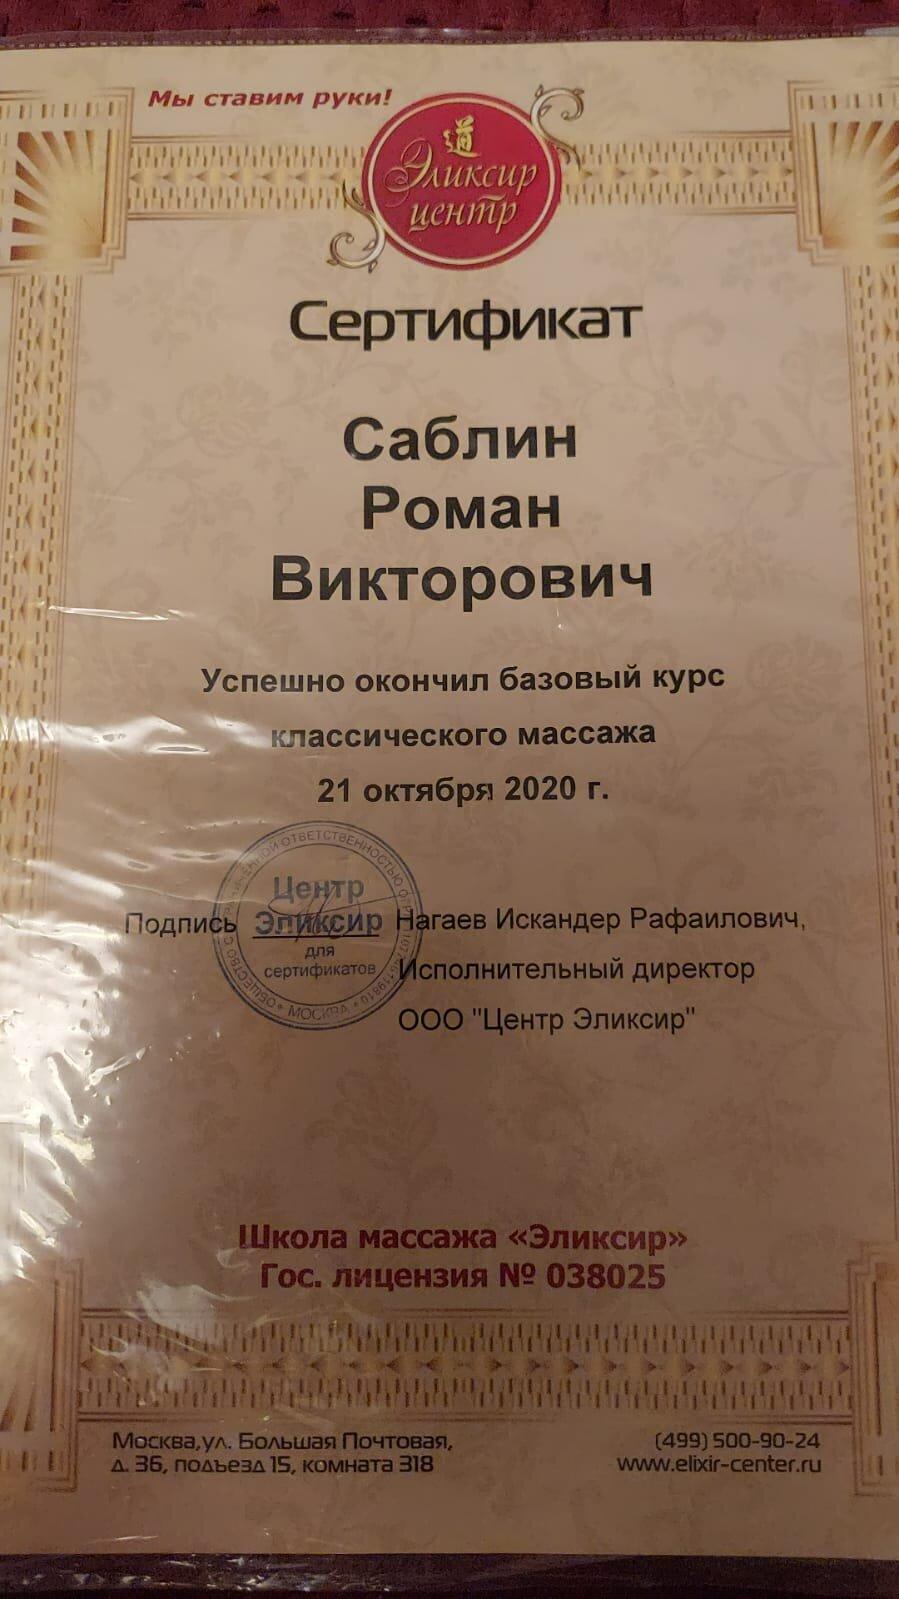 Мы ставим руки!
道
Эликсир
центр
Сертификат
Саблин
Роман
Викторович
Успешно окончил базовый курс
классического массажа
21 октября 2020 г.
Подпись
Центр
Эликсир
для
сертификатов
МОСКВА
Нагаев Искандер Рафаилович,
Исполнительный директор
ООО "Центр Эликсир"
Школа массажа «Эликсир»
Гос. лицензия № 038025
Москва,ул. Большая Почтовая,
д. 36, подъезд 15, комната 318
(499) 500-90-24
www.elixir-center.ru